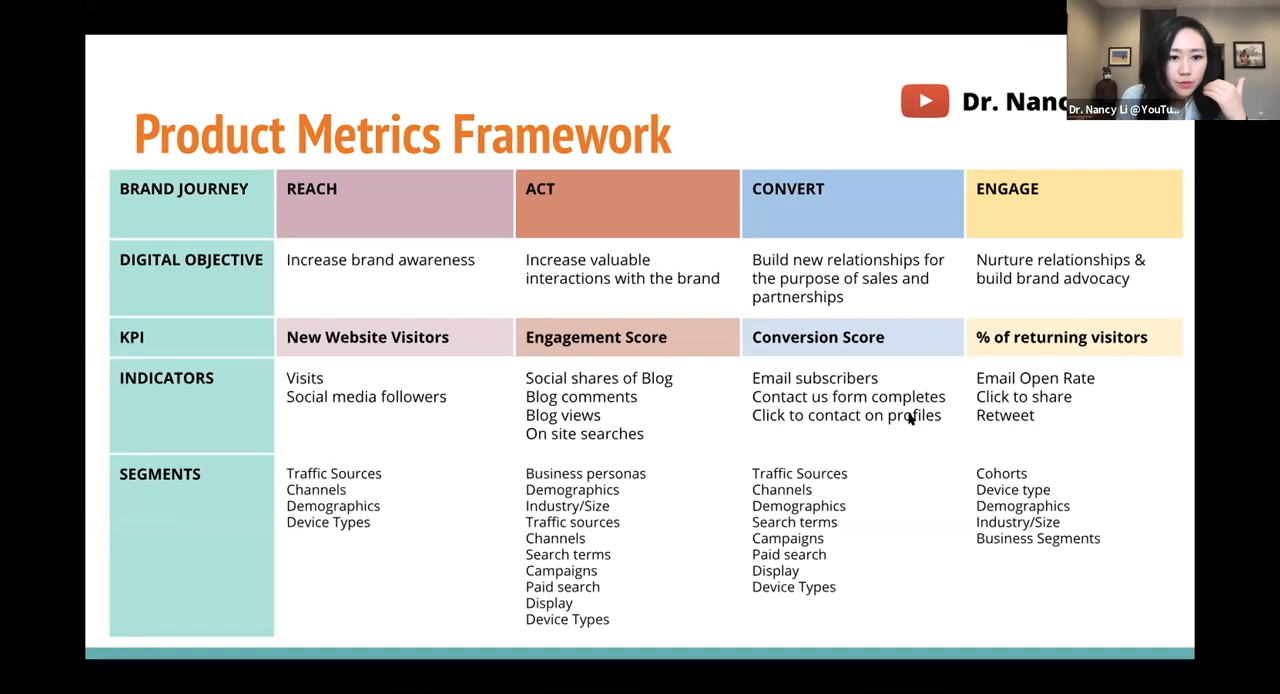 Dr. Nanc
Dr. Nancy Li @YouTu...
Product Metrics Framework
BRAND JOURNEY
REACH
ACT
CONVERT
ENGAGE
DIGITAL OBJECTIVE
Increase brand awareness
Increase valuable
interactions with the brand
Build new relationships for
the purpose of sales and
partnerships
Nurture relationships &
build brand advocacy
KPI
New Website Visitors
Engagement Score
Conversion Score
% of returning visitors
INDICATORS
Visits
Social media followers
Social shares of Blog
Blog comments
Blog views
On site searches
Email subscribers
Contact us form completes
Click to contact on profiles
Email Open Rate
Click to share
Retweet
SEGMENTS
Traffic Sources
Channels
Demographics
Device Types
Business personas
Demographics
Industry/Size
Traffic sources
Channels
Search terms
Campaigns
Paid search
Display
Device Types
Traffic Sources
Channels
Demographics
Search terms
Campaigns
Paid search
Display
Device Types
Cohorts
Device type
Demographics
Industry/Size
Business Segments